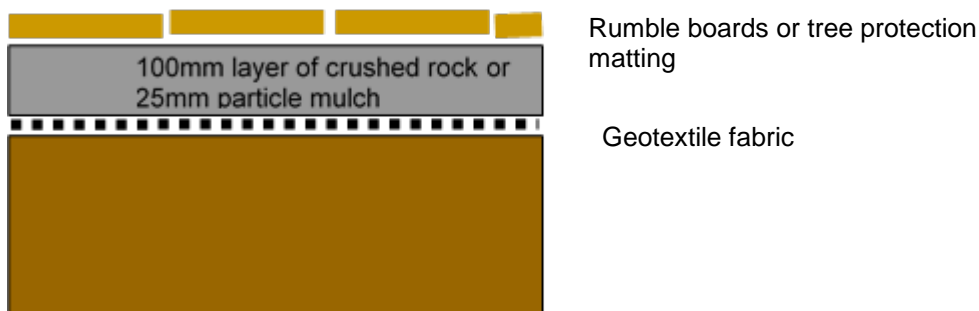 Rumble boards or tree protection
matting
100mm layer of crushed rock or
25mm particle mulch
Geotextile fabric